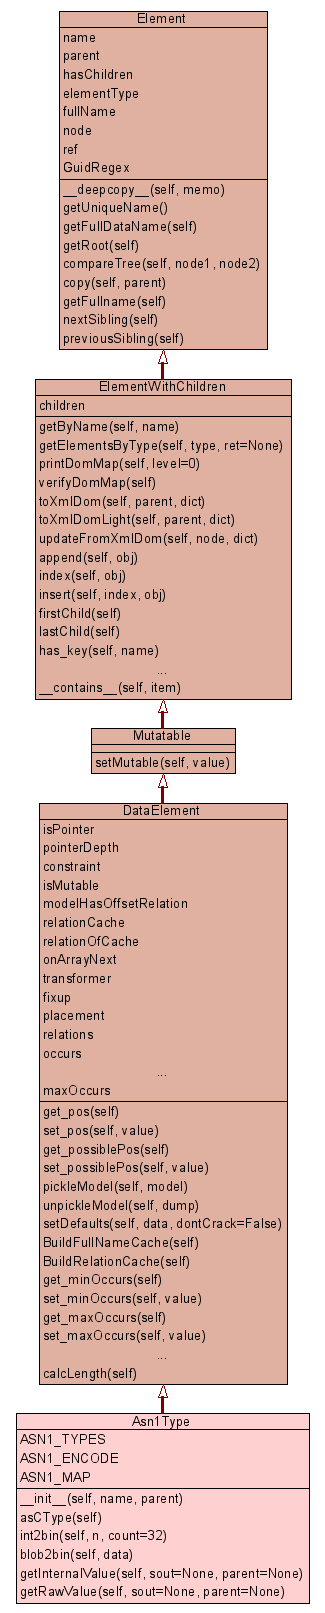 Element
name
parent
hasChildren
elementType
fullName
node
ref
GuidRegex
__deepcopy__(self, memo)
getUniqueName()
getFullDataName(self)
getRoot(self)
compareTree(self, node1, node2)
copy(self, parent)
getFullname(self)
nextSibling(self)
previousSibling(self)
ElementWithChildren
children
getByName(self, name)
getElementsByType(self, type, ret=None)
printDomMap(self, level=0)
verifyDomMap(self)
toXmlDom(self, parent, dict)
toXmlDomLight(self, parent, dict)
updateFromXmlDom(self, node, dict)
append(self, obj)
index(self, obj)
insert(self, index, obj)
firstChild(self)
lastChild(self)
has_key(self, name)
...
__contains__(self, item)
Mutatable
setMutable(self, value)
DataElement
isPointer
pointerDepth
constraint
isMutable
modelHasOffsetRelation
relationCache
relationOfCache
onArrayNext
transformer
fixup
placement
relations
occurs
...
maxOccurs
get_pos(self)
set_pos(self, value)
get_possiblePos(self)
set_possiblePos(self, value)
pickleModel(self, model)
unpickleModel(self, dump)
setDefaults(self, data, dontCrack=False)
BuildFullNameCache(self)
BuildRelationCache(self)
get_minOccurs(self)
set_minOccurs(self, value)
get_maxOccurs(self)
set_maxOccurs(self, value)
...
calcLength(self)
Asn1Type
ASN1_TYPES
ASN1_ENCODE
ASN1_MAP
__init__(self, name, parent)
asCType(self)
int2bin(self, n, count=32)
blob2bin(self, data)
getInternalValue(self, sout=None, parent=None)
getRawValue(self, sout=None, parent=None)